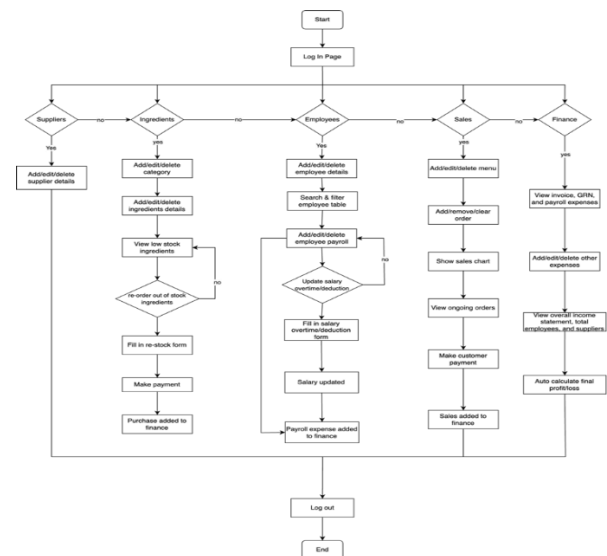 Start
Log In Page
Suppliers
no
Ingredients
no
Employees
no
Sales
no
Finance
Yes
yes
Yes
yes
yes
Add/edit/delete
supplier details
Add/edit/delete
category
Add/edit/delete
ingredients details
View low stock
ingredients
no
re-order out of stock
ingredients
Fill in re-stock form
Make payment
Purchase added to
finance
Add/edit/delete
employee details
Search & filter
employee table
Add/edit/delete
employee payroll
no
Update salary
overtime/deduction
Fill in salary
overtime/deduction
form
Salary updated
Payroll expense added
to finance
Add/edit/delete menu
Add/remove/clear
order
Show sales chart
View ongoing orders
Make customer
payment
Sales added to
finance
View invoice, GRN,
and payroll expenses
Add/edit/delete other
expenses
View overall income
statement, total
employees, and suppliers
Auto calculate final
profit/loss
Log out
End